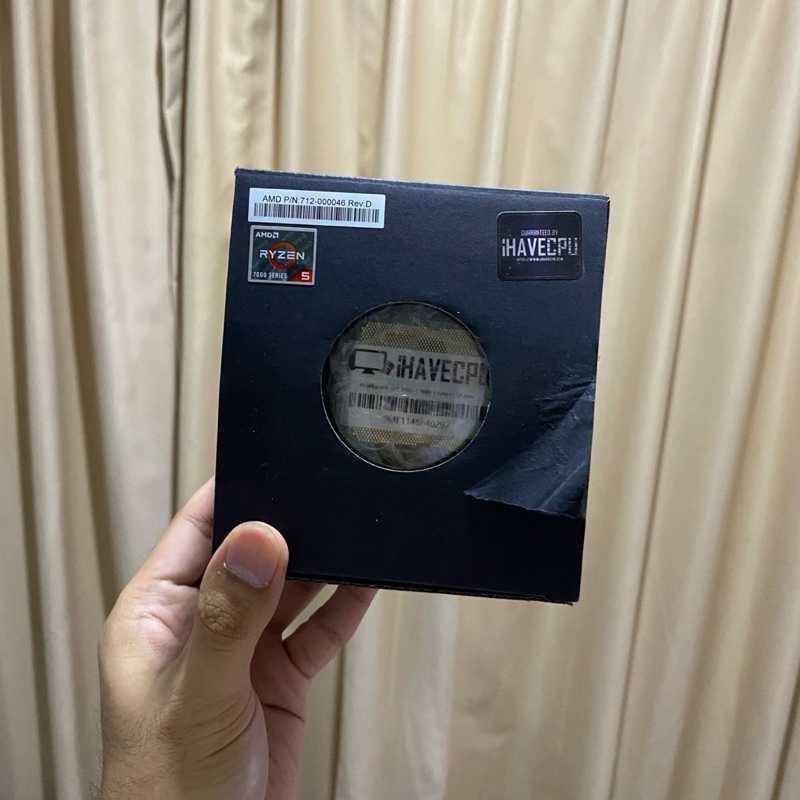 AMD P/N 712-000046 Rev:D
AMD
RYZEN
7000 SERIES 5
GUARANTEED BY
iHAVECPU
iHAVECPU